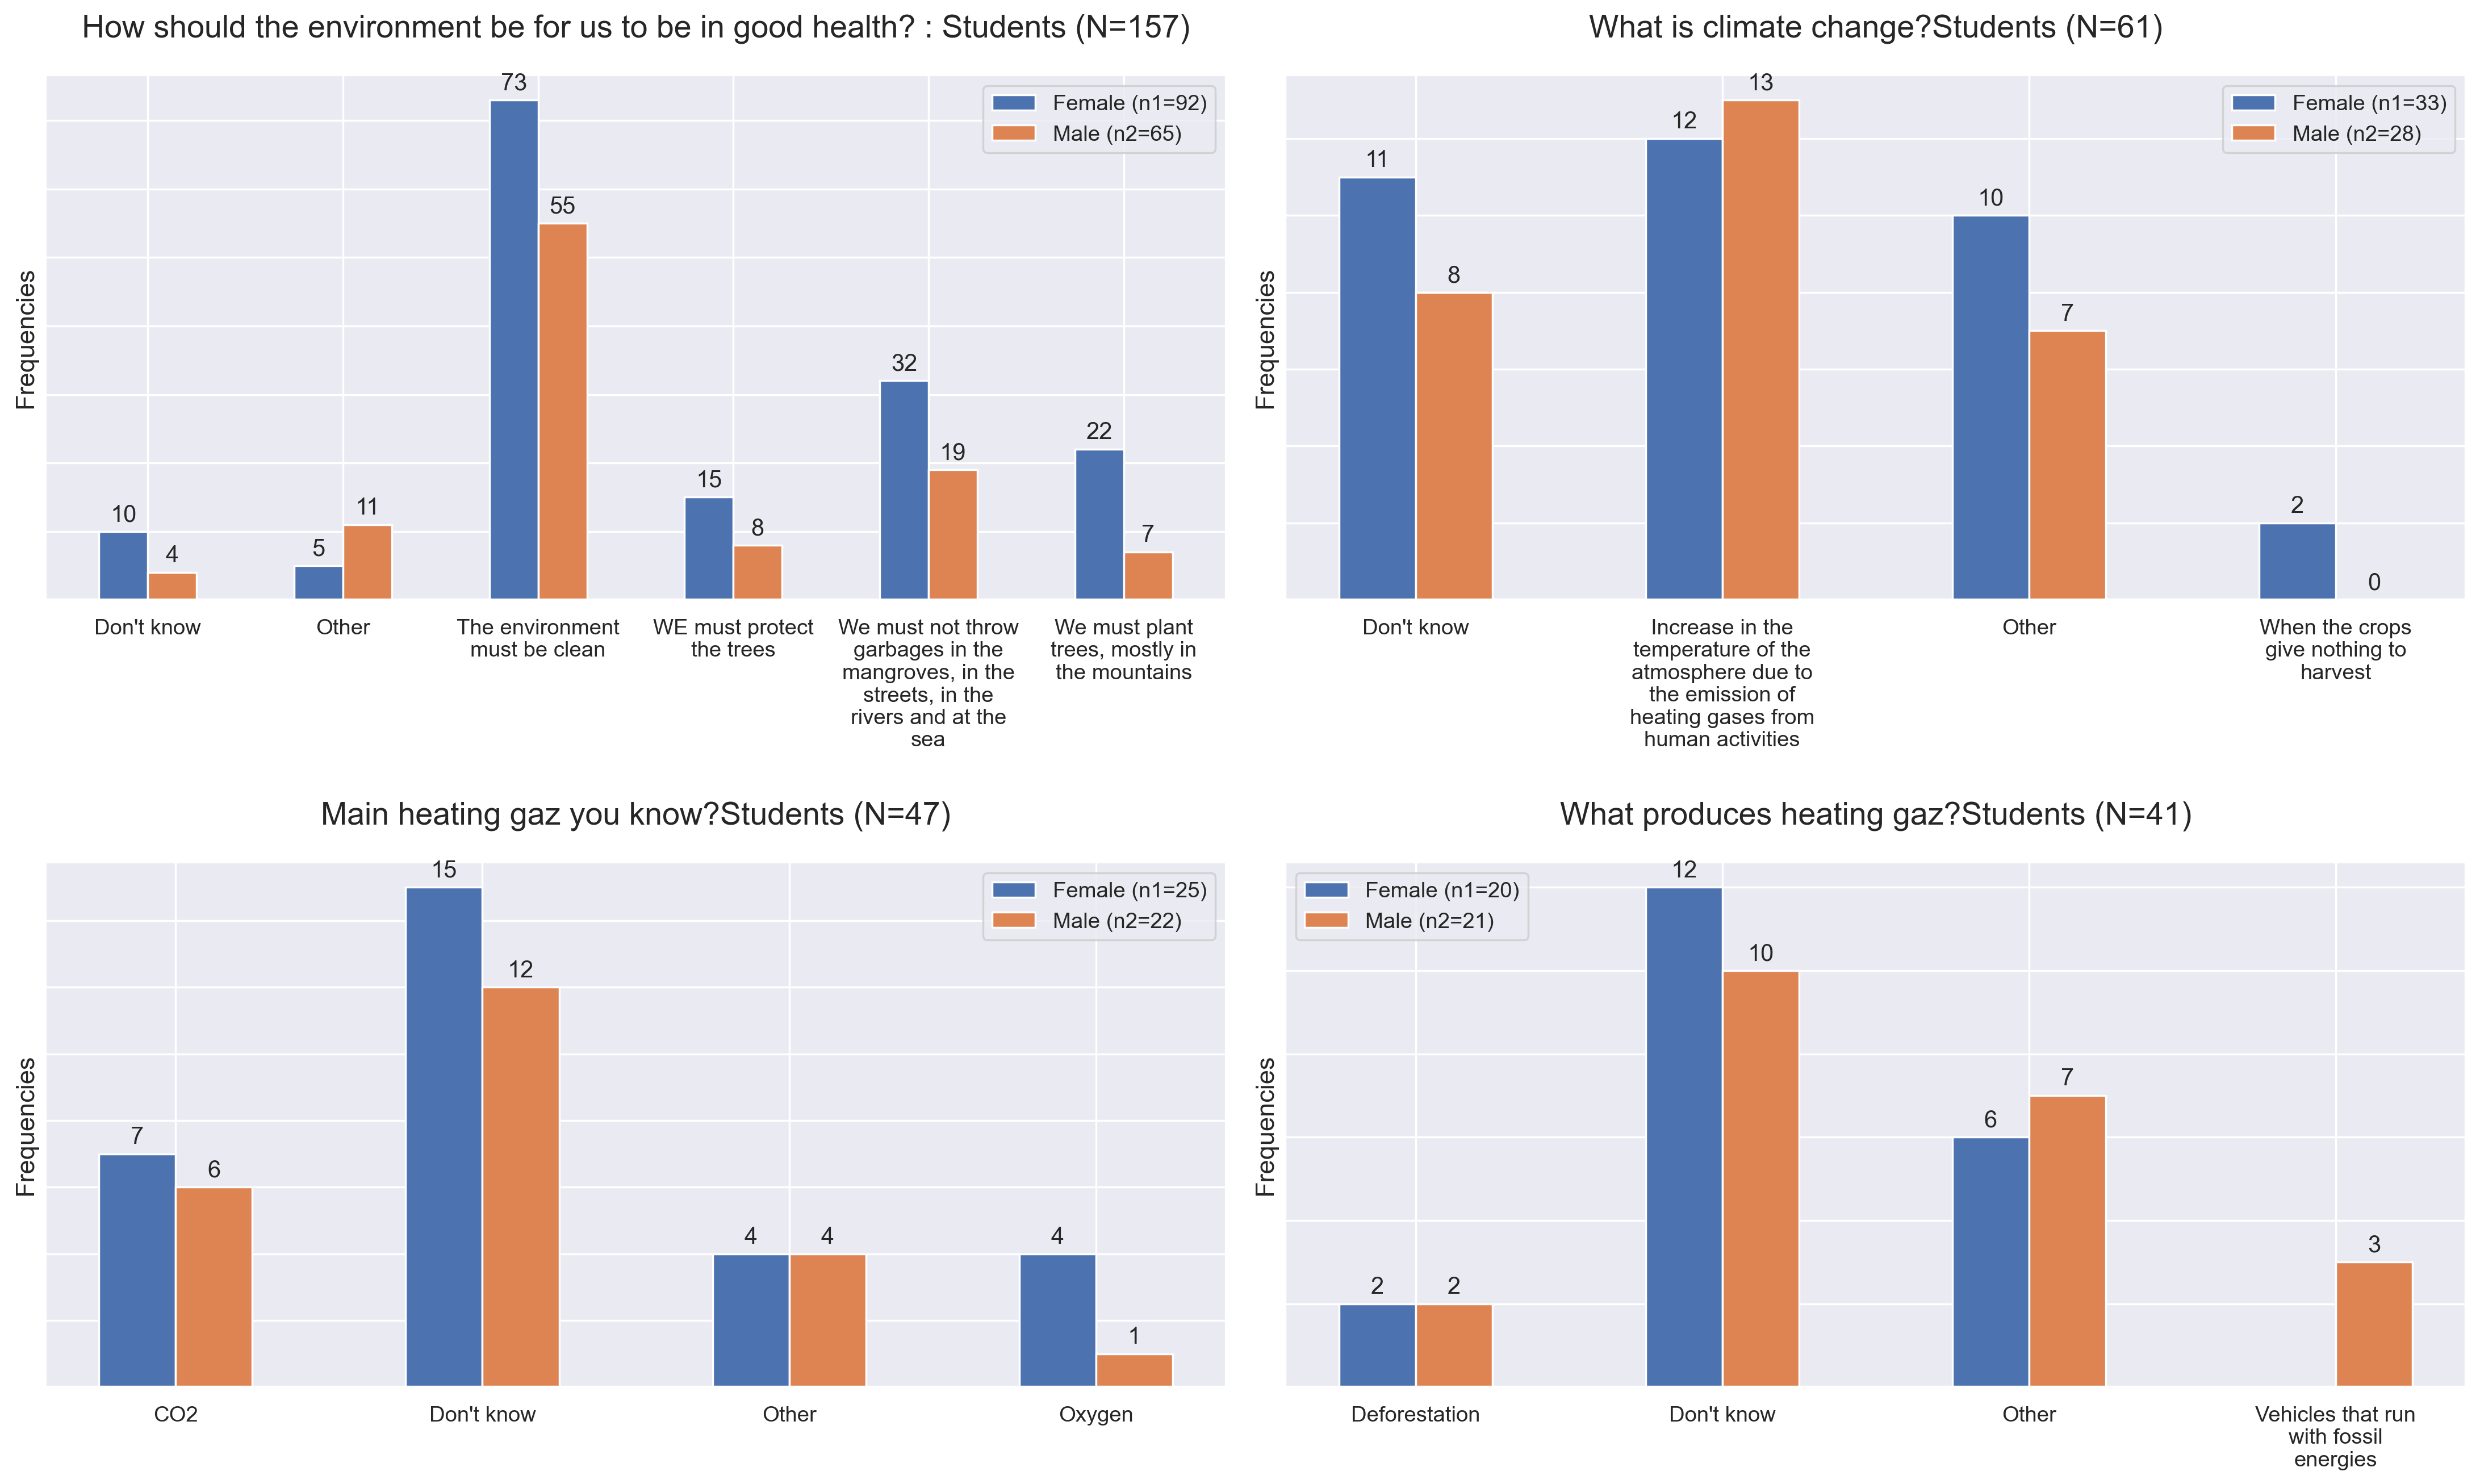 How should the environment be for us to be in good health? : Students (N=157)
Frequencies
73
55
10
4
5
11
15
8
32
19
22
7
Female (n1=92)
Male (n2=65)
Don't know
Other
The environment
must be clean
WE must protect
the trees
We must not throw
garbages in the
mangroves, in the
streets, in the
rivers and at the
sea
We must plant
trees, mostly in
the mountains
What is climate change?Students (N=61)
Frequencies
11
8
12
13
10
7
2
0
Female (n1=33)
Male (n2=28)
Don't know
Increase in the
temperature of the
atmosphere due to
the emission of
heating gases from
human activities
Other
When the crops
give nothing to
harvest
Main heating gaz you know?Students (N=47)
Frequencies
7
6
15
12
4
4
4
1
Female (n1=25)
Male (n2=22)
CO2
Don't know
Other
Oxygen
What produces heating gaz?Students (N=41)
Frequencies
Female (n1=20)
Male (n2=21)
2
2
12
10
6
7
3
Deforestation
Don't know
Other
Vehicles that run
with fossil
energies